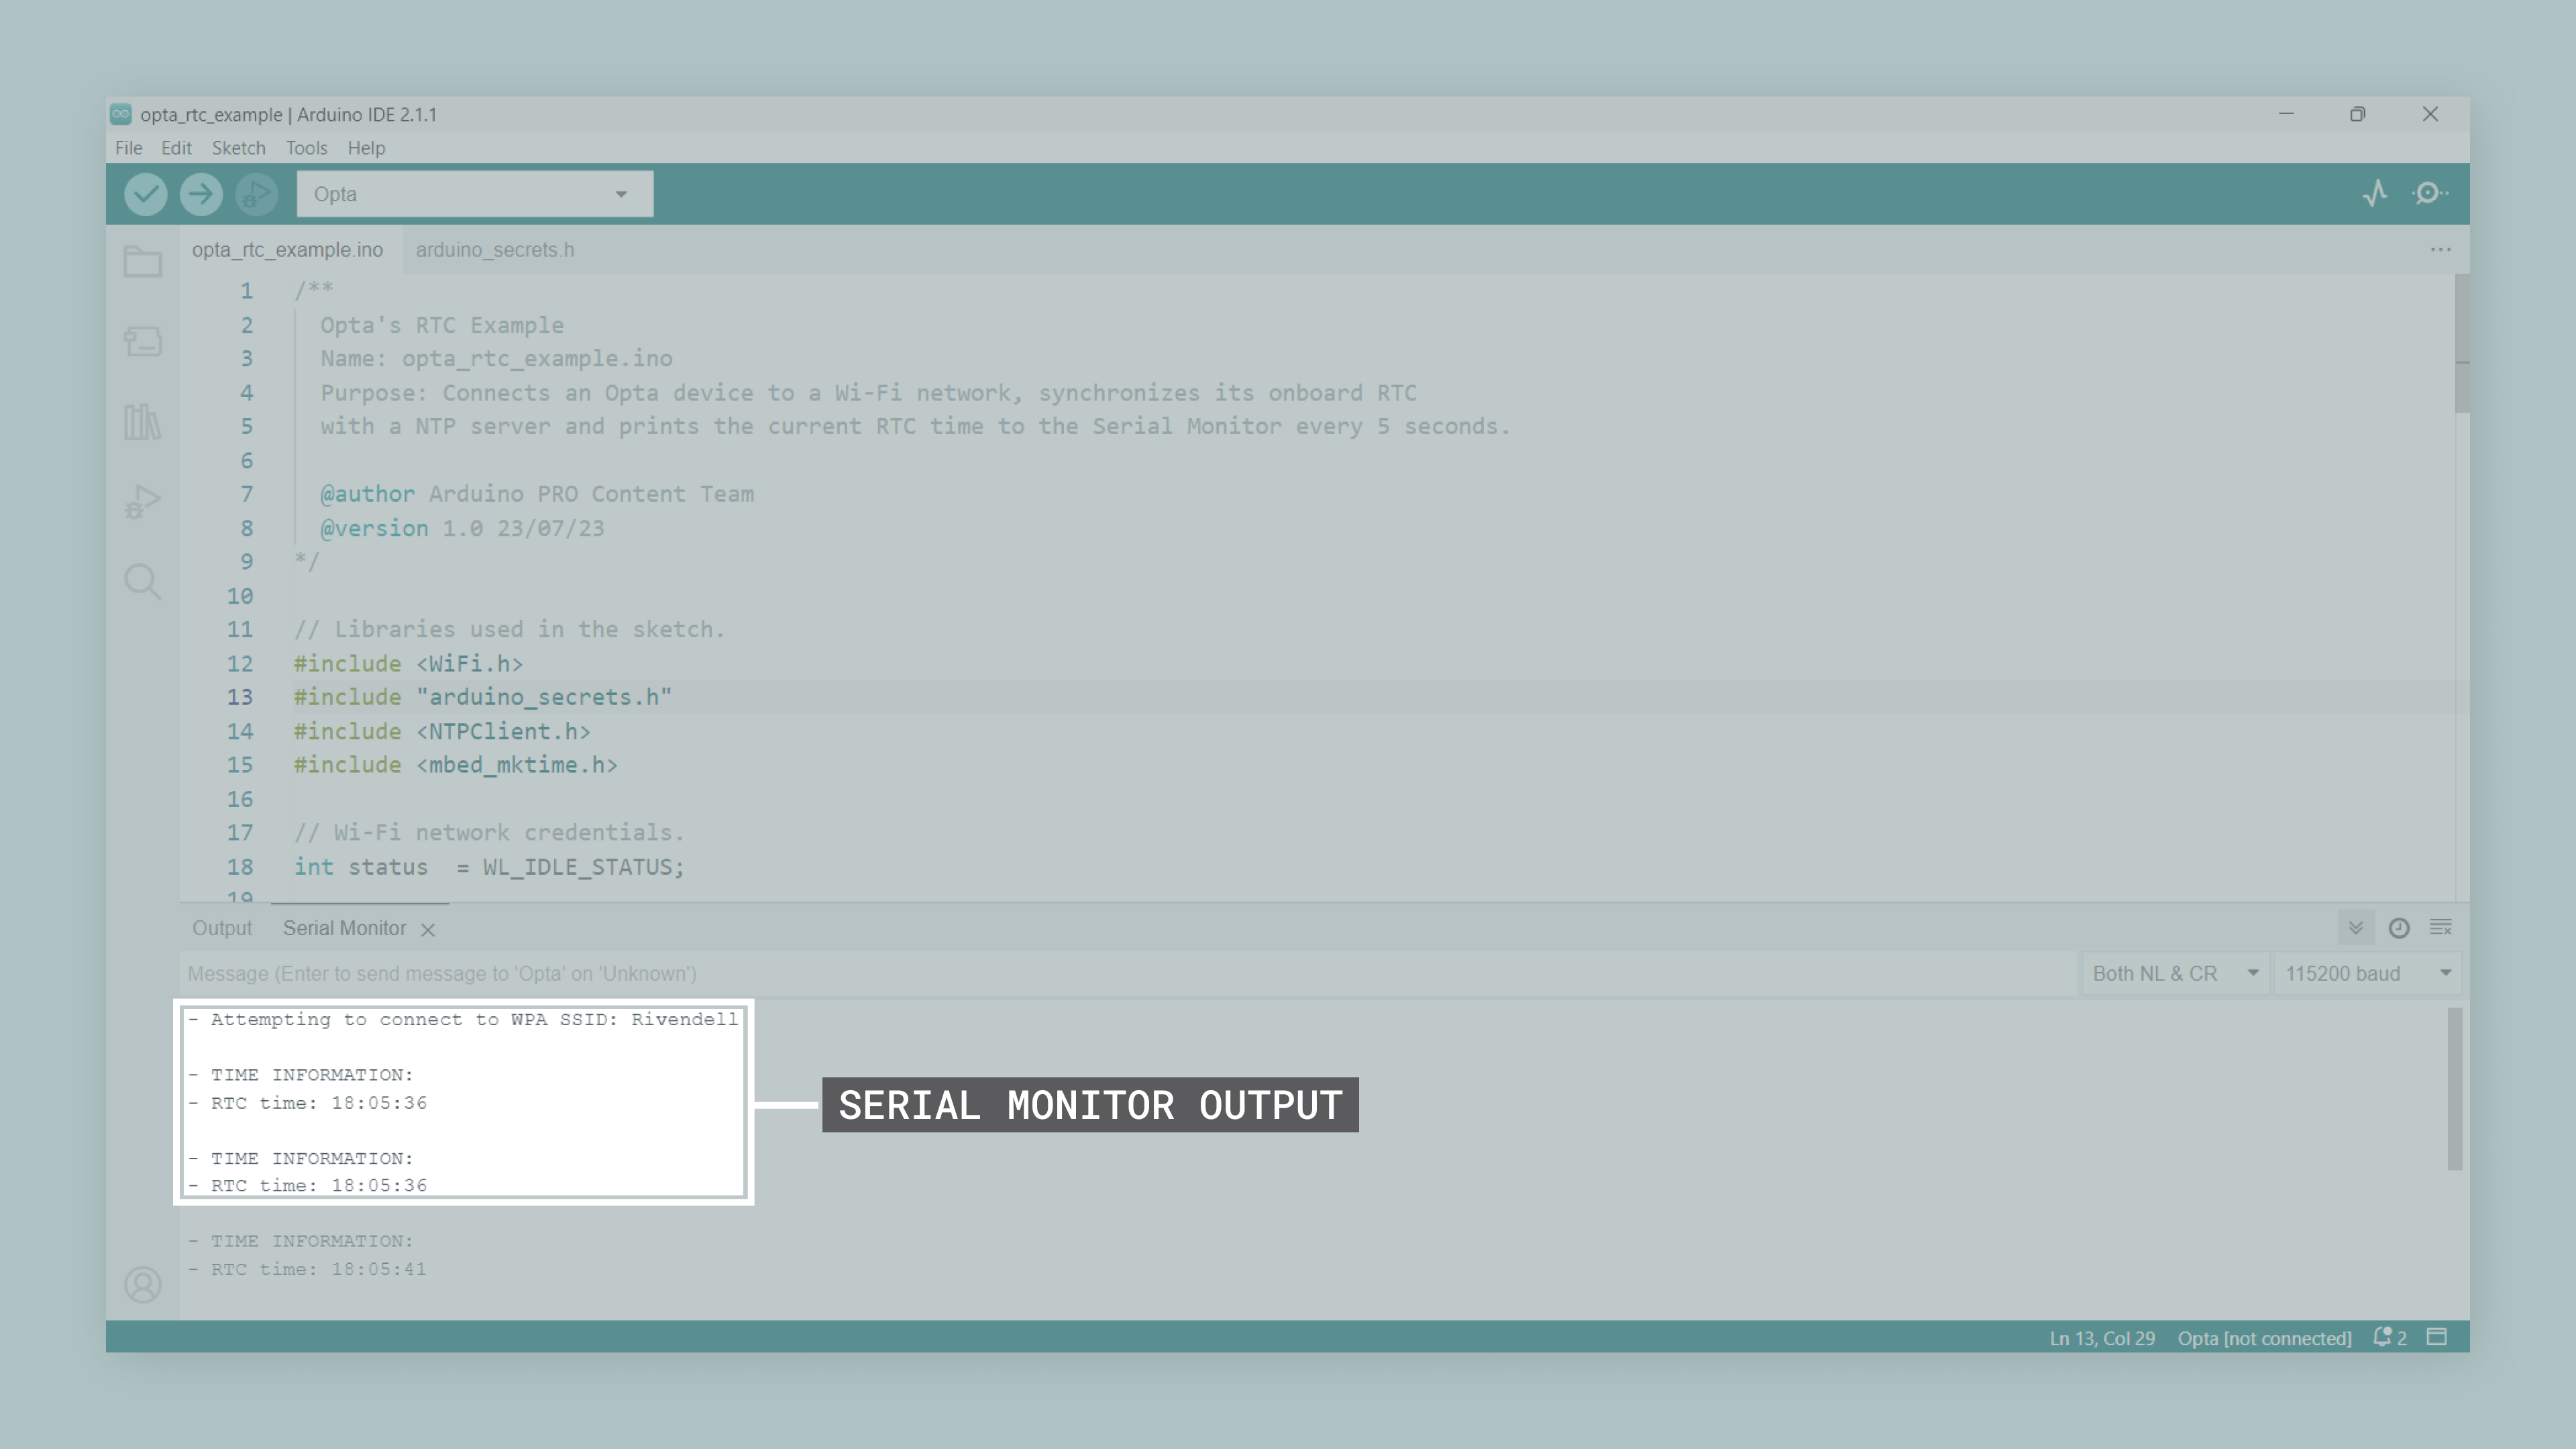 opta_rtc_example | Arduino IDE 2.1.1
File Edit Sketch Tools Help
Opta
opta_rtc_example.ino arduino_secrets.h
1 /**
2 Opta's RTC Example
3 Name: opta_rtc_example.ino
4 Purpose: Connects an Opta device to a Wi-Fi network, synchronizes its onboard RTC
5 with a NTP server and prints the current RTC time to the Serial Monitor every 5 seconds.
6
7 @author Arduino PRO Content Team
8 @version 1.0 23/07/23
9 */
10
11 // Libraries used in the sketch.
12 #include <WiFi.h>
13 #include "arduino_secrets.h"
14 #include <NTPClient.h>
15 #include <mbed_mktime.h>
16
17 // Wi-Fi network credentials.
18 int status  = WL_IDLE_STATUS;
19
Output Serial Monitor
Message (Enter to send message to 'Opta' on 'Unknown') Both NL & CR 115200 baud
- Attempting to connect to WPA SSID: Rivendell
- TIME INFORMATION:
- RTC time: 18:05:36
SERIAL MONITOR OUTPUT
- TIME INFORMATION:
- RTC time: 18:05:36
- TIME INFORMATION:
- RTC time: 18:05:41
Ln 13, Col 29 Opta [not connected] 2